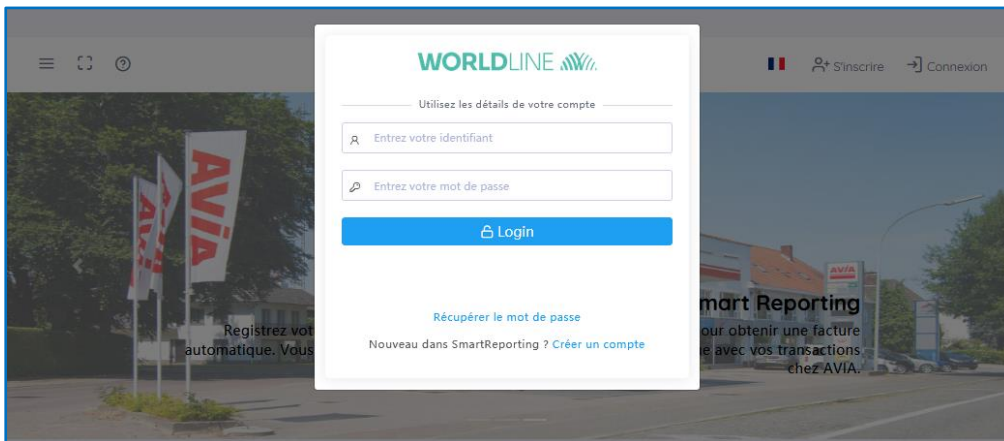 WORLDLINE
S'inscrire
Connexion
Utilisez les détails de votre compte
Entrez votre identifiant
Entrez votre mot de passe
Login
AVIA
AVIA
AVIA
mart Reporting
Récupérer le mot de passe
Registrez vot
our obtenir une facture
automatique. Vous
Nouveau dans SmartReporting ? Créer un compte
e avec vos transactions
chez AVIA.